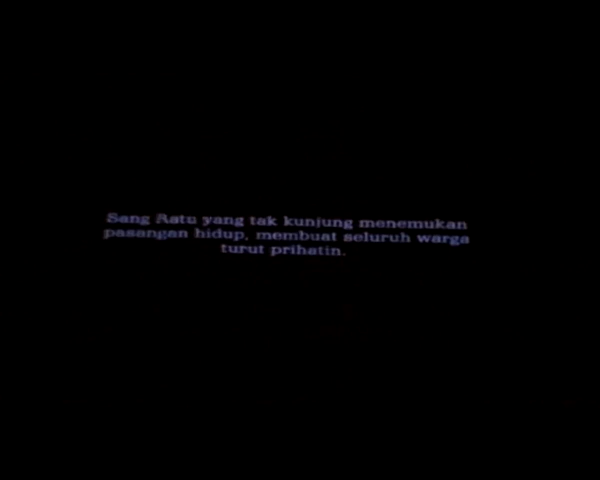 Sang Ratu yang tak kunjung menemukan
pasangan hidup, membuat seluruh warga
turut prihatin.